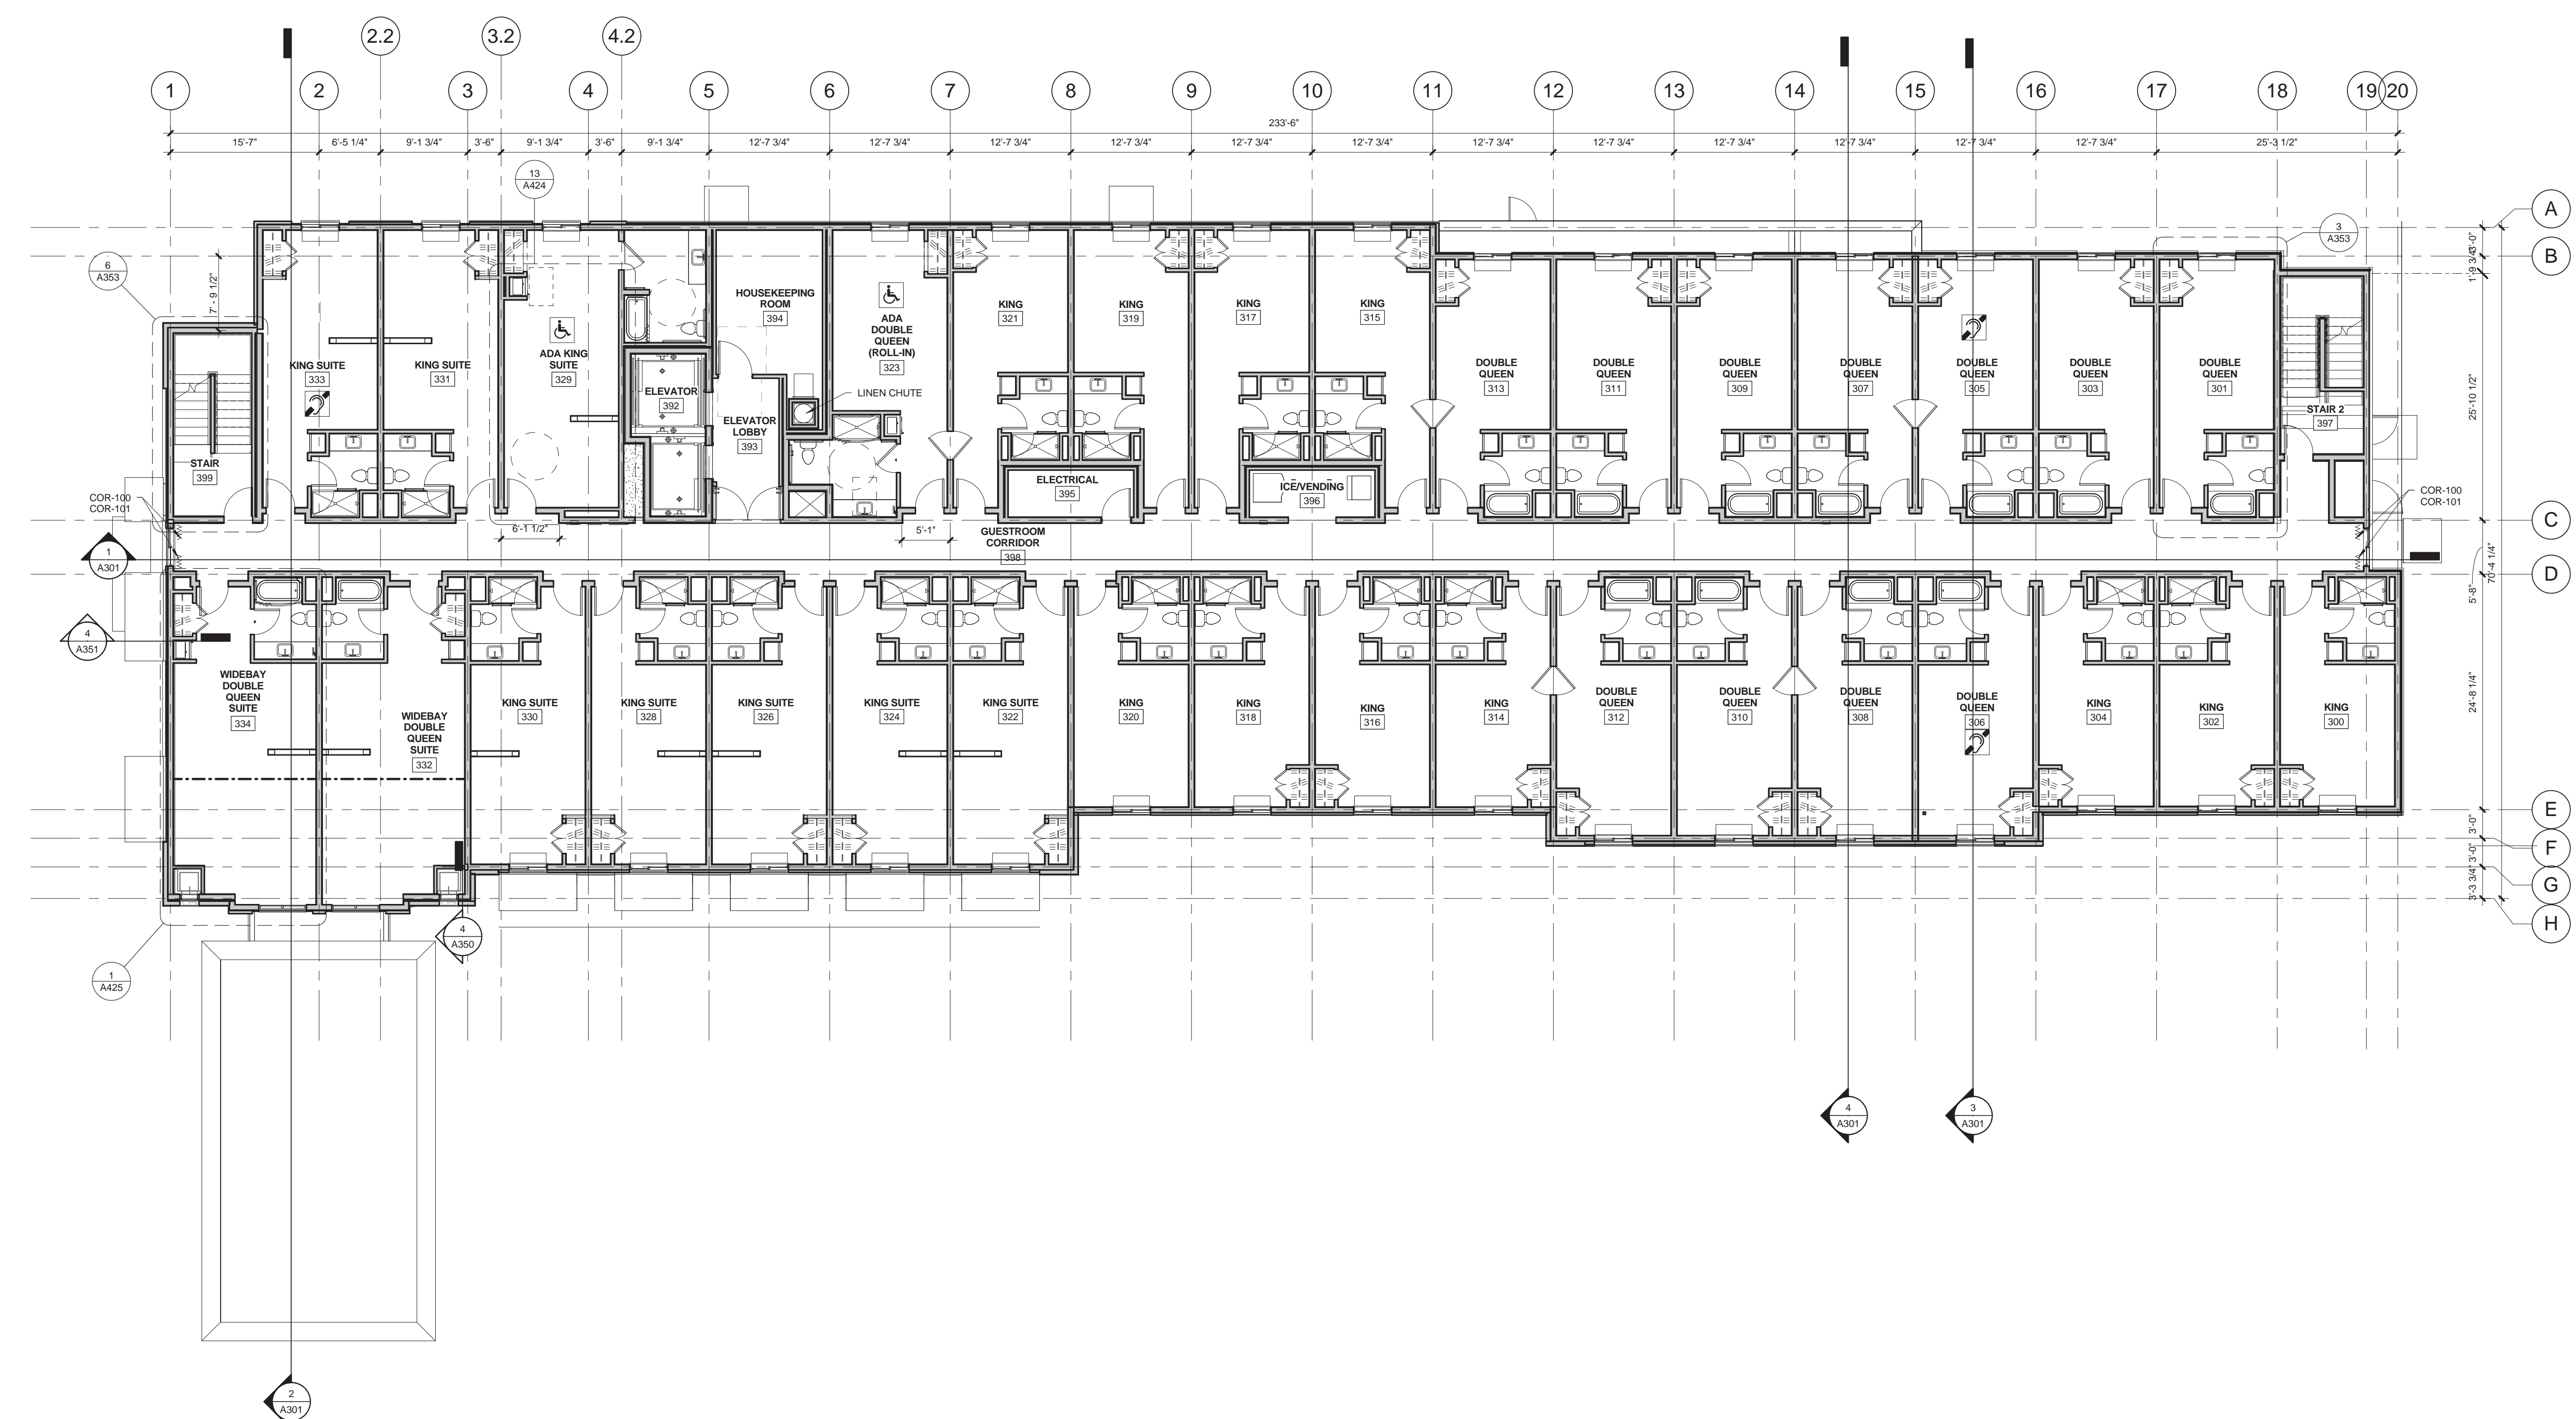 2.2
3.2
4.2
1
2
3
4
5
6
7
8
9
10
11
12
13
14
15
16
17
18
19
20
233'-6"
15'-7"
6'-5 1/4"
9'-1 3/4"
3'-6"
9'-1 3/4"
3'-6"
9'-1 3/4"
12'-7 3/4"
12'-7 3/4"
12'-7 3/4"
12'-7 3/4"
12'-7 3/4"
12'-7 3/4"
12'-7 3/4"
12'-7 3/4"
12'-7 3/4"
12'-7 3/4"
12'-7 3/4"
12'-7 3/4"
25'-3 1/2"
13
A424
6
A353
3
A353
A
B
C
D
E
F
G
H
3'-0"
1'-9 3/4"
25'-10 1/2"
5'-8"
70'-4 1/4"
24'-8 1/4"
3'-0"
3'-0"
3'-3 3/4"
7' - 9 1/2"
KING SUITE
333
KING SUITE
331
ADA KING
SUITE
329
ELEVATOR
392
HOUSEKEEPING
ROOM
394
ELEVATOR
LOBBY
393
LINEN CHUTE
ADA
DOUBLE
QUEEN
(ROLL-IN)
323
KING
321
KING
319
KING
317
KING
315
DOUBLE
QUEEN
313
DOUBLE
QUEEN
311
DOUBLE
QUEEN
309
DOUBLE
QUEEN
307
DOUBLE
QUEEN
305
DOUBLE
QUEEN
303
DOUBLE
QUEEN
301
STAIR 2
397
STAIR
399
ELECTRICAL
395
ICE/VENDING
396
COR-100
COR-101
COR-100
COR-101
6'-1 1/2"
5'-1"
GUESTROOM
CORRIDOR
398
1
A301
4
A351
WIDEBAY
DOUBLE
QUEEN
SUITE
334
WIDEBAY
DOUBLE
QUEEN
SUITE
332
KING SUITE
330
KING SUITE
328
KING SUITE
326
KING SUITE
324
KING SUITE
322
KING
320
KING
318
KING
316
KING
314
DOUBLE
QUEEN
312
DOUBLE
QUEEN
310
DOUBLE
QUEEN
308
DOUBLE
QUEEN
306
KING
304
KING
302
KING
300
4
A350
1
A425
4
A301
3
A301
2
A301